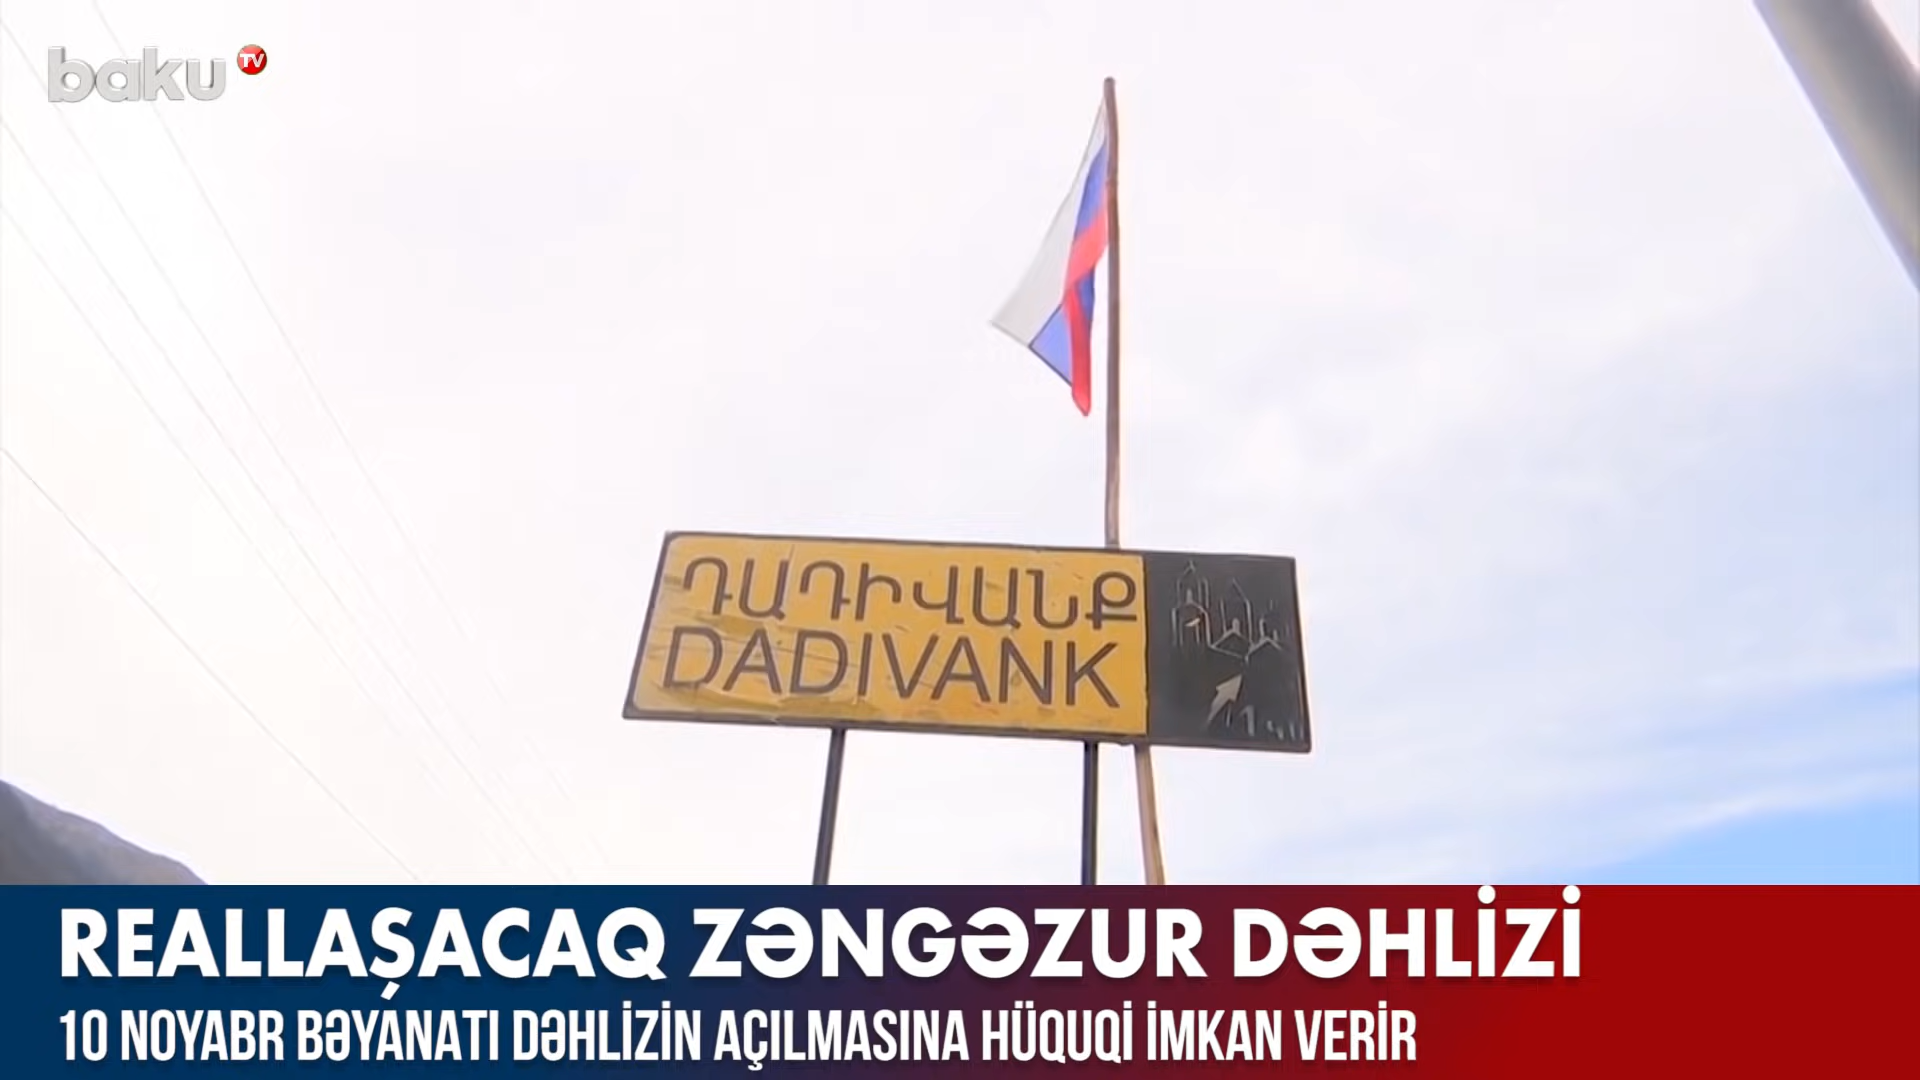 baku TV
ԴԱԴԻՎԱՆՔ
DADIVANK
REALLAŞACAQ ZƏNGƏZUR DƏHLİZİ
10 NOYABR BƏYANATI DƏHLİZİN AÇILMASINA HÜQUQİ İMKAN VERİR